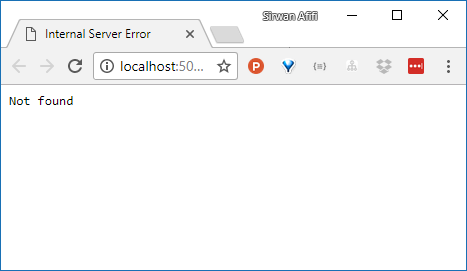 Sirwan Afifi
Internal Server Error
localhost:50...
Not found